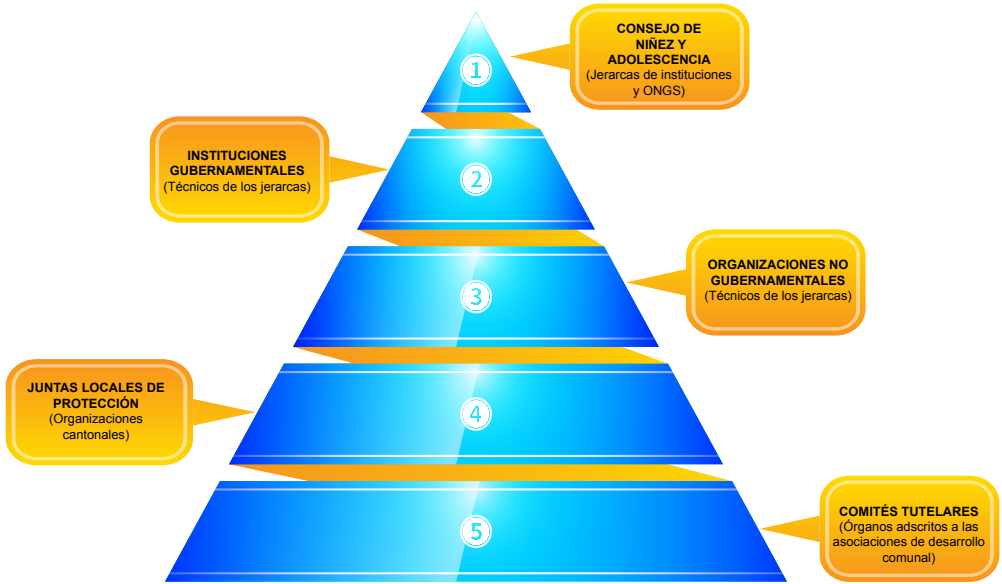 CONSEJO DE
NIÑEZ Y
ADOLESCENCIA
(Jerarcas de instituciones
y ONGS)
1
INSTITUCIONES
GUBERNAMENTALES
(Técnicos de los jerarcas)
2
ORGANIZACIONES NO
GUBERNAMENTALES
(Técnicos de los jerarcas)
3
JUNTAS LOCALES DE
PROTECCIÓN
(Organizaciones
cantonales)
4
COMITÉS TUTELARES
(Órganos adscritos a las
asociaciones de desarrollo
comunal)
5